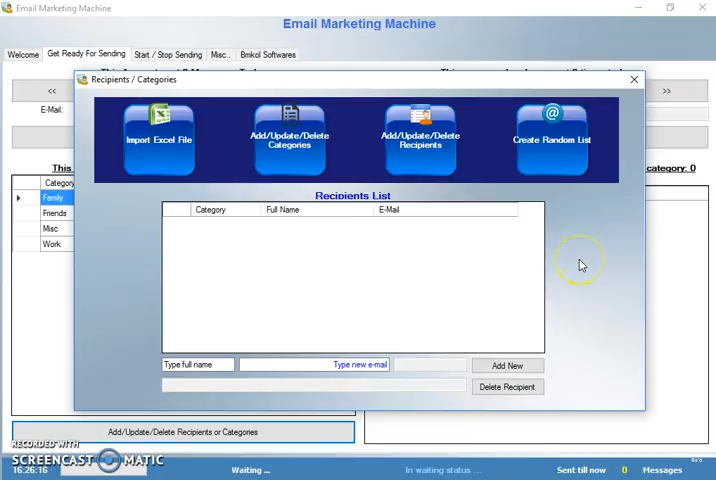 Email Marketing Machine
Email Marketing Machine
Welcome
Get Ready For Sending
Start / Stop Sending
Misc..
Bmkol Softwares
Recipients / Categories
<<
>>
E-Mail:
Import Excel File
Add/Update/Delete
Categories
Add/Update/Delete
Recipients
Create Random List
This
category: 0
Recipients List
Category
Family
Friends
Misc
Work
Category
Full Name
E-Mail
Type full name
Type new e-mail
Add New
Delete Recipient
Add/Update/Delete Recipients or Categories
RECORDED WITH
SCREENCAST MATIC
16:26:16
Waiting ...
In waiting status ...
Sent till now
0
Messages